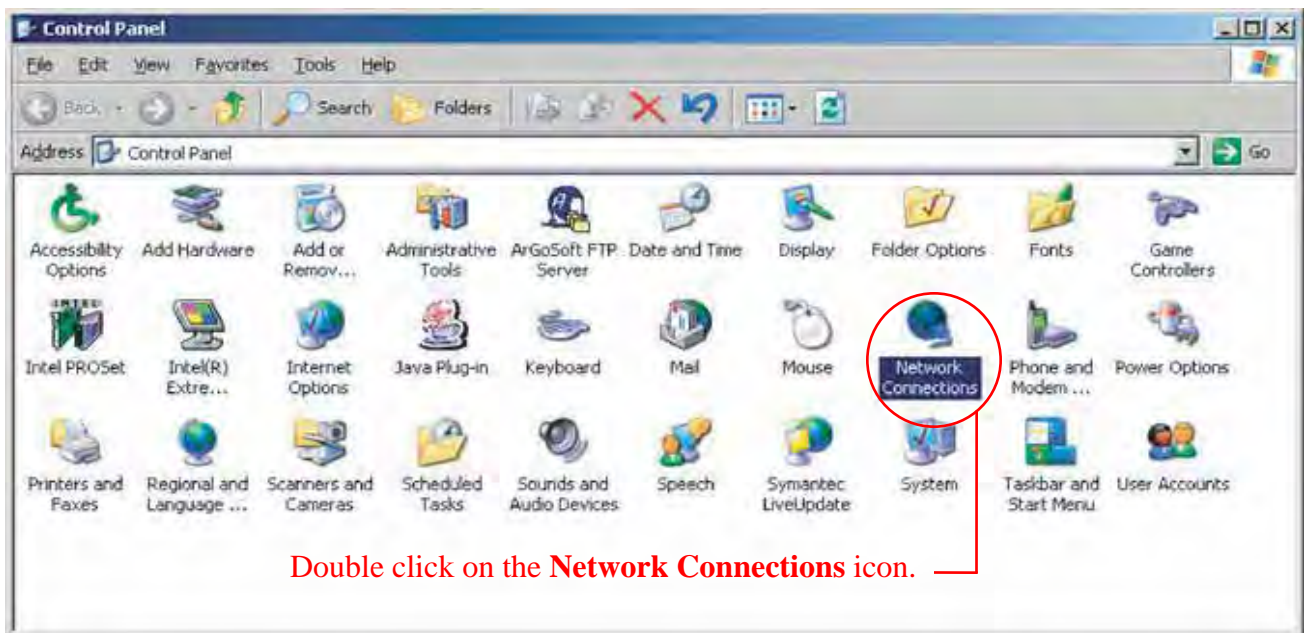 Control Panel
File Edit View Favorites Tools Help
Back Search Folders
Address Control Panel Go
Accessibility Options
Add Hardware
Add or Remov...
Administrative Tools
ArGoSoft FTP Server
Date and Time
Display
Folder Options
Fonts
Game Controllers
INTEL
Intel PROSet
Intel(R) Extre...
Internet Options
Java Plug-in
Keyboard
Mail
Mouse
Network Connections
Phone and Modem ...
Power Options
Printers and Faxes
Regional and Language ...
Scanners and Cameras
Scheduled Tasks
Sounds and Audio Devices
Speech
Symantec LiveUpdate
System
Taskbar and Start Menu
User Accounts
Double click on the Network Connections icon.